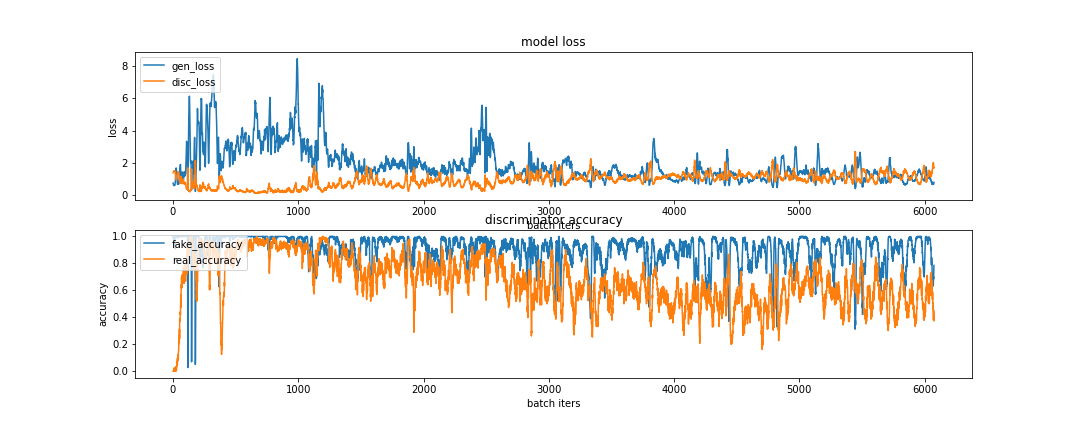 model loss
8
6
4
2
0
loss
gen_loss
disc_loss
0 1000 2000 3000 4000 5000 6000
batch iters
discriminator accuracy
1.0
0.8
0.6
0.4
0.2
0.0
accuracy
fake_accuracy
real_accuracy
0 1000 2000 3000 4000 5000 6000
batch iters